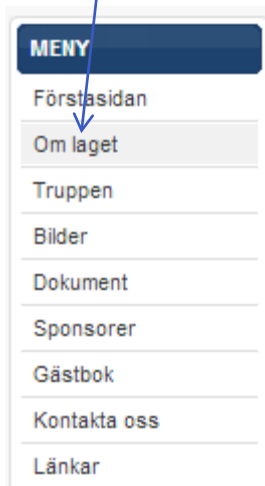 MENY
Förstasidan
Om laget
Truppen
Bilder
Dokument
Sponsorer
Gästbok
Kontakta oss
Länkar